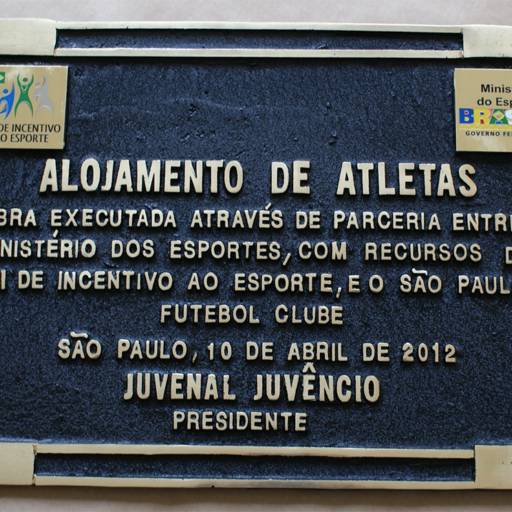 DE INCENTIVO
O ESPORTE
Minis
do Esp
BRAS
GOVERNO FE
ALOJAMENTO DE ATLETAS
BRA EXECUTADA ATRAVÉS DE PARCERIA ENTRE
NISTÉRIO DOS ESPORTES, COM RECURSOS D
I DE INCENTIVO AO ESPORTE, E O SÃO PAUL
FUTEBOL CLUBE
SÃO PAULO, 10 DE ABRIL DE 2012
JUVENAL JUVÊNCIO
PRESIDENTE